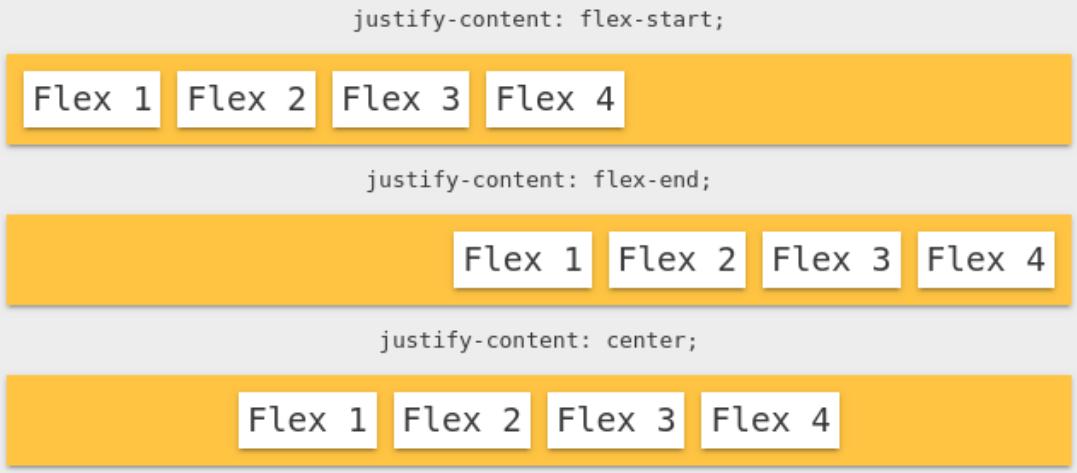 justify-content: flex-start;
Flex 1 Flex 2 Flex 3 Flex 4
justify-content: flex-end;
Flex 1 Flex 2 Flex 3 Flex 4
justify-content: center;
Flex 1 Flex 2 Flex 3 Flex 4